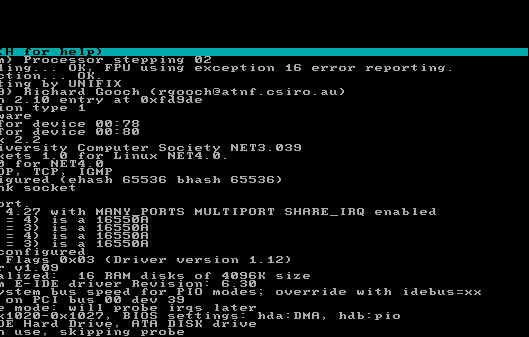 H for help)
m) Processor stepping 02
ling... OK, FPU using exception 16 error reporting.
ction... OK.
ting by UNIFIX
9) Richard Gooch (rgooch@atnf.csiro.au)
n 2.10 entry at 0xfd9de
ion type 1
ware
for device 00:78
for device 00:80
x 2.2
iversity Computer Society NET3.039
kets 1.0 for Linux NET4.0.
0 for NET4.0
DP, TCP, IGMP
igured (ehash 65536 bhash 65536)
nk socket
ort.
4.27 with MANY_PORTS MULTIPORT SHARE_IRQ enabled
= 4) is a 16550A
= 3) is a 16550A
= 4) is a 16550A
= 3) is a 16550A
configured
Flags 0x03 (Driver version 1.12)
r v1.09
alized: 16 RAM disks of 4096K size
m E-IDE driver Revision: 6.30
ystem bus speed for PIO modes; override with idebus=xx
on PCI bus 00 dev 39
e mode: will probe irqs later
x1020-0x1027, BIOS settings: hda:DMA, hdb:pio
DE Hard Drive, ATA DISK drive
n use, skipping probe